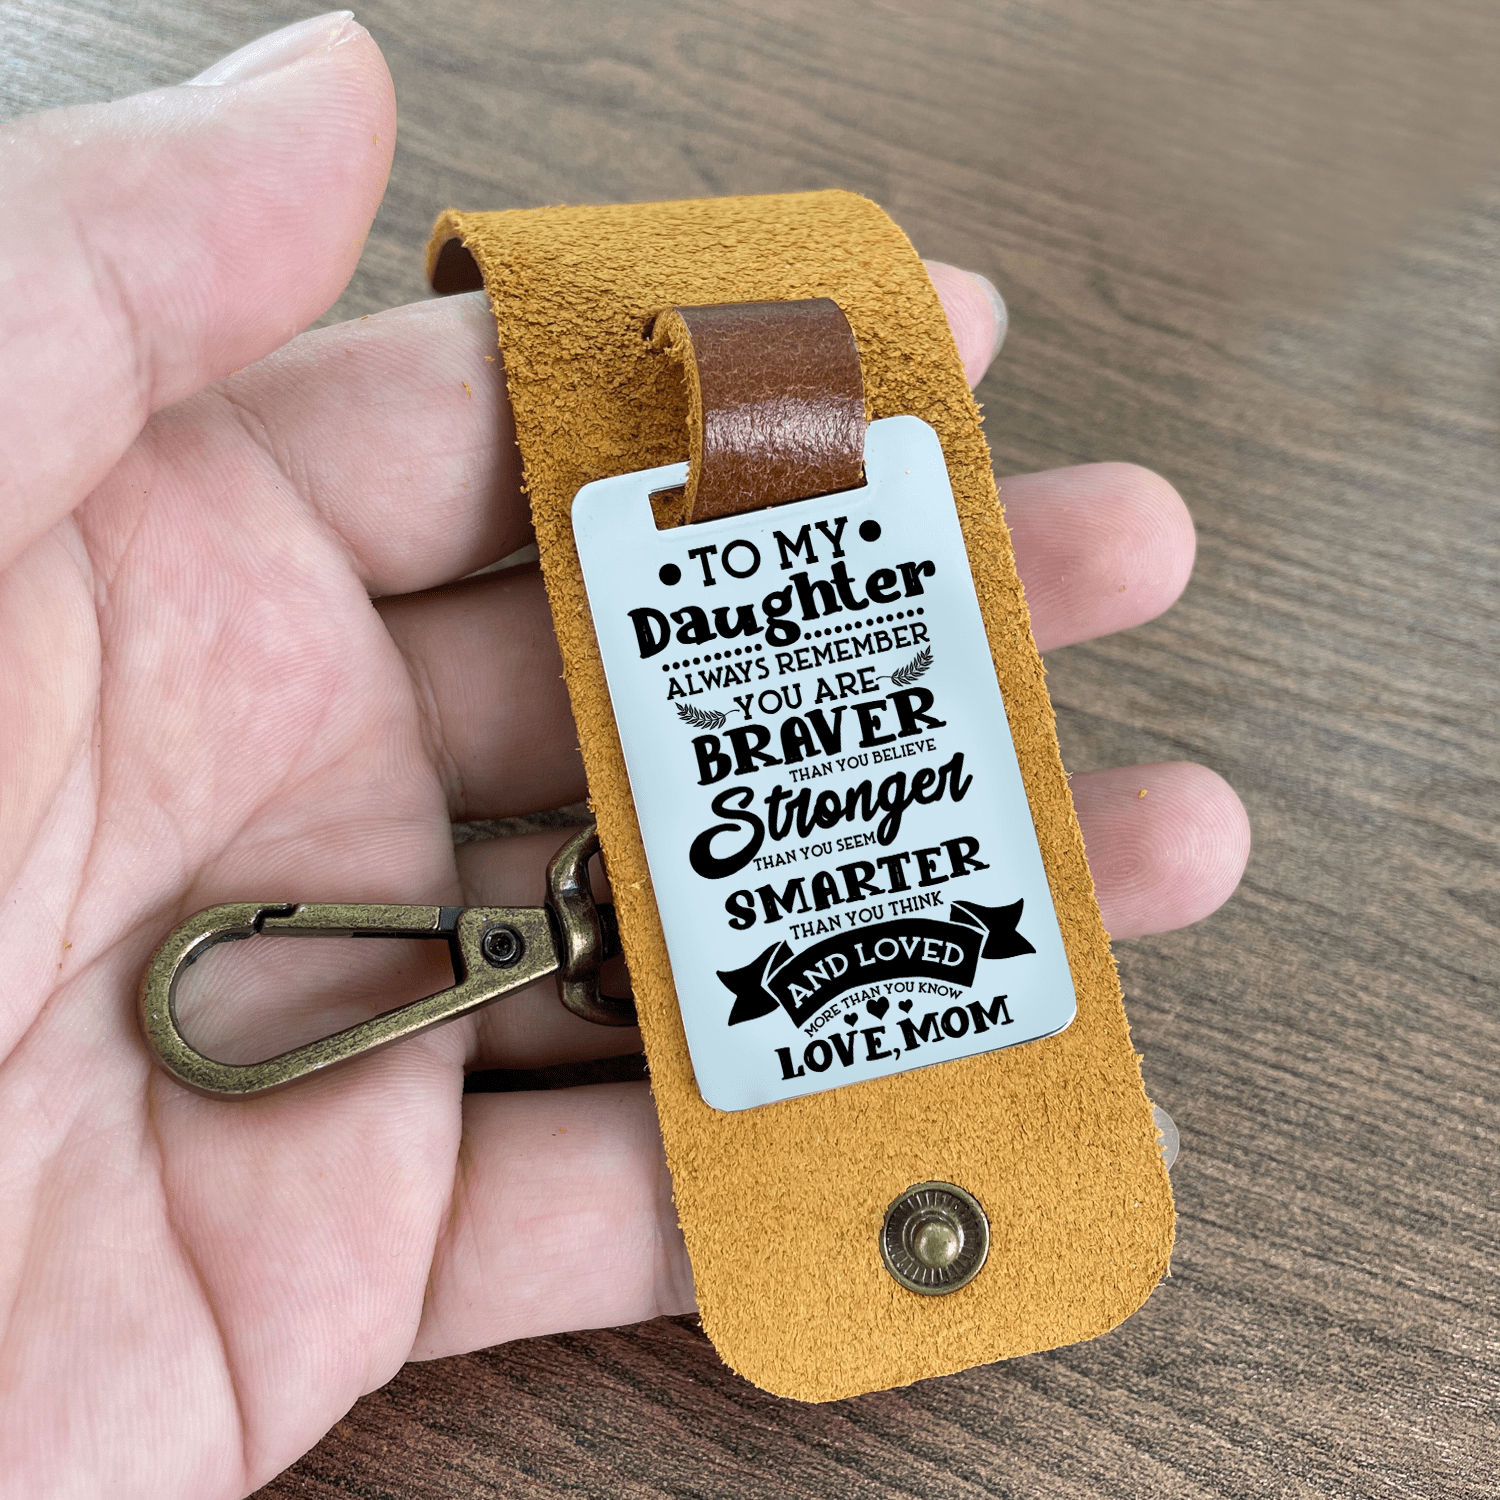 TO MY
Daughter
ALWAYS REMEMBER
YOU ARE
BRAVER
THAN YOU BELIEVE
Stronger
THAN YOU SEEM
SMARTER
THAN YOU THINK
AND LOVED
MORE THAN YOU KNOW
LOVE, MOM